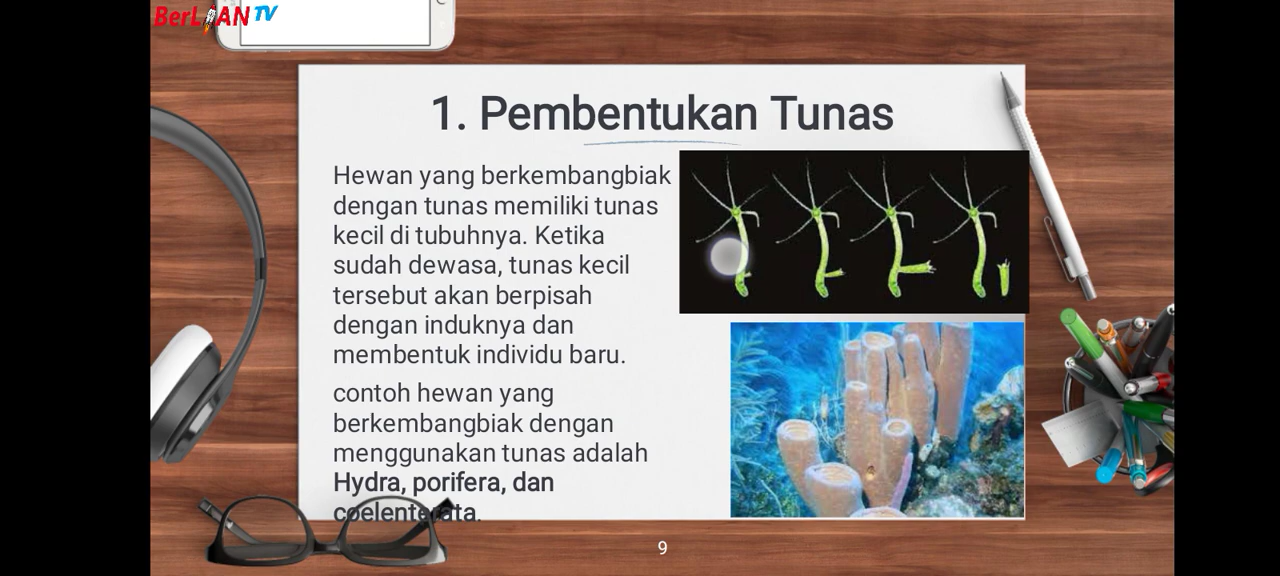 BerLIAN TV
1. Pembentukan Tunas
Hewan yang berkembangbiak
dengan tunas memiliki tunas
kecil di tubuhnya. Ketika
sudah dewasa, tunas kecil
tersebut akan berpisah
dengan induknya dan
membentuk individu baru.
contoh hewan yang
berkembangbiak dengan
menggunakan tunas adalah
Hydra, porifera, dan
coelenterata.
9